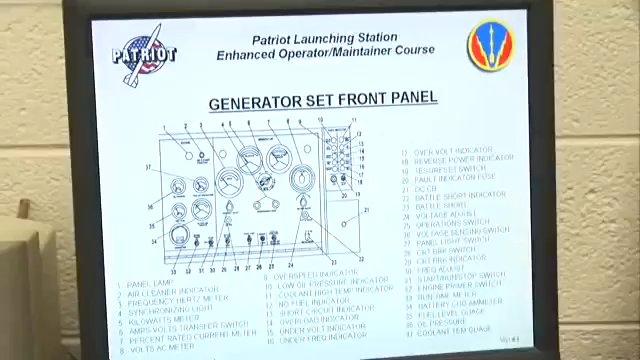 PATRIOT
Patriot Launching Station
Enhanced Operator/Maintainer Course
GENERATOR SET FRONT PANEL
1 PANEL LAMP
2 AIR CLEANER INDICATOR
3 FREQUENCY HERTZ METER
4 SYNCHRONIZING LIGHT
5 KILOWATTS METER
6 AMPS-VOLTS TRANSFER SWITCH
7 PERCENT RATED CURRENT METER
8 VOLTS AC METER
9 OVERSPEED INDICATOR
10 LOW OIL PRESSURE INDICATOR
11 COOLANT HIGH TEMP INDICATOR
12 NO FUEL INDICATOR
13 SHORT CIRCUIT INDICATOR
14 OVERLOAD INDICATOR
15 UNDER VOLT INDICATOR
16 UNDER FREQ INDICATOR
17 OVER VOLT INDICATOR
18 REVERSE POWER INDICATOR
19 TEST/RESET SWITCH
20 FAULT INDICATOR FUSE
21 DC CB
22 BATTLE SHORT INDICATOR
23 BATTLE SHORT
24 VOLTAGE ADJUST
25 OPERATIONS SWITCH
26 VOLTAGE SENSING SWITCH
27 PANEL LIGHT SWITCH
28 CKT BRK SWITCH
29 CKT BRK INDICATOR
30 FREQ ADJUST
31 START/RUN/STOP SWITCH
32 ENGINE PRIMER SWITCH
33 RUN TIME METER
34 BATTERY CHG AMMETER
35 FUEL LEVEL GUAGE
36 OIL PRESSURE
37 COOLANT TEM GUAGE